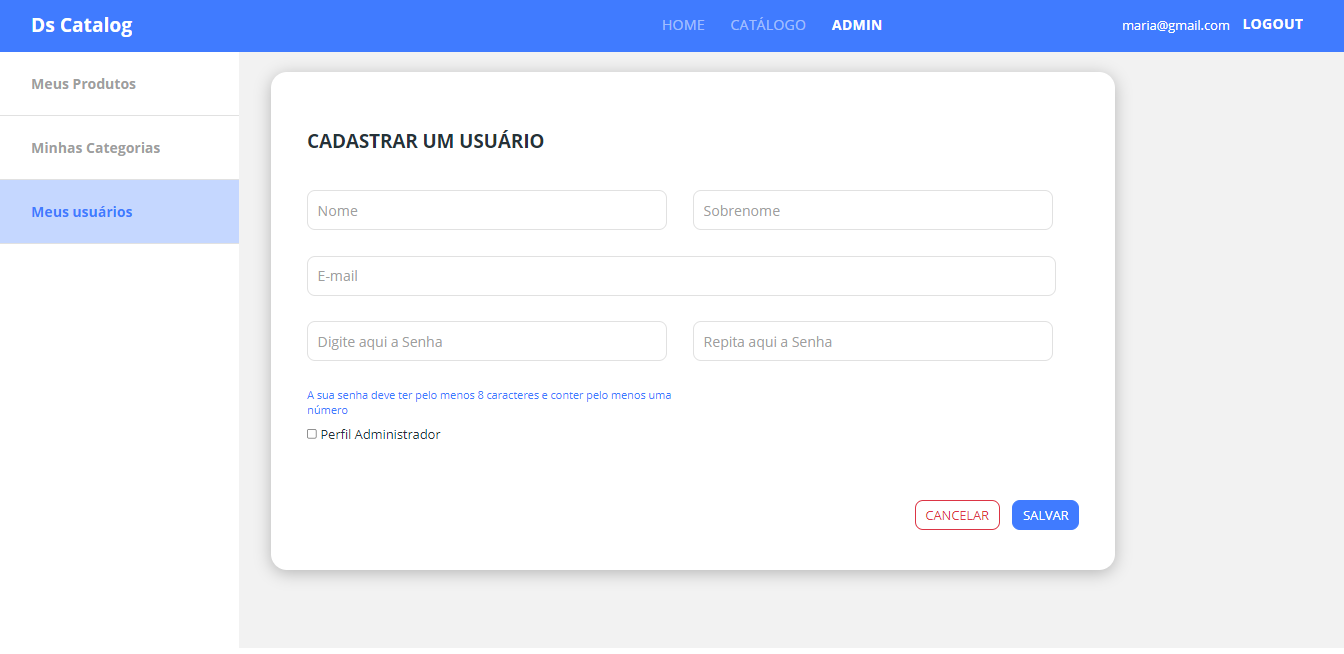 Ds Catalog
HOME CATÁLOGO ADMIN
maria@gmail.com LOGOUT
Meus Produtos
Minhas Categorias
Meus usuários
CADASTRAR UM USUÁRIO
Nome Sobrenome
E-mail
Digite aqui a Senha Repita aqui a Senha
A sua senha deve ter pelo menos 8 caracteres e conter pelo menos uma
número
Perfil Administrador
CANCELAR SALVAR